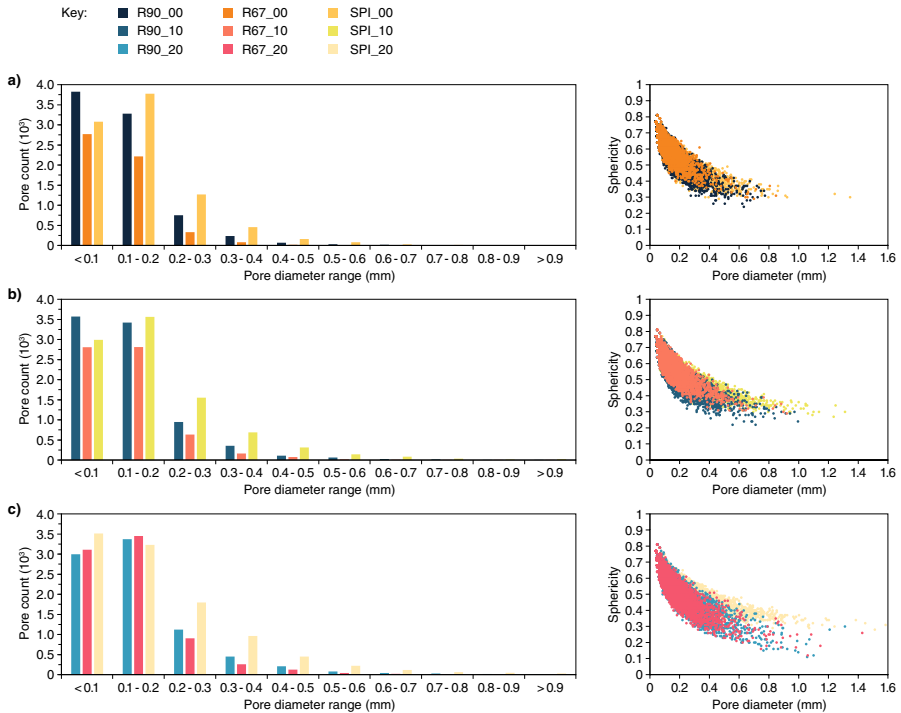 Key: R90_00 R67_00 SPI_00
R90_10 R67_10 SPI_10
R90_20 R67_20 SPI_20
a)
4.0
3.5
3.0
2.5
2.0
1.5
1.0
0.5
0
Pore count (10³)
< 0.1 0.1 - 0.2 0.2 - 0.3 0.3 - 0.4 0.4 - 0.5 0.5 - 0.6 0.6 - 0.7 0.7 - 0.8 0.8 - 0.9 > 0.9
Pore diameter range (mm)
1
0.9
0.8
0.7
0.6
0.5
0.4
0.3
0.2
0.1
0
Sphericity
0 0.2 0.4 0.6 0.8 1.0 1.2 1.4 1.6
Pore diameter (mm)
b)
4.0
3.5
3.0
2.5
2.0
1.5
1.0
0.5
0
Pore count (10³)
< 0.1 0.1 - 0.2 0.2 - 0.3 0.3 - 0.4 0.4 - 0.5 0.5 - 0.6 0.6 - 0.7 0.7 - 0.8 0.8 - 0.9 > 0.9
Pore diameter range (mm)
1
0.9
0.8
0.7
0.6
0.5
0.4
0.3
0.2
0.1
0
Sphericity
0 0.2 0.4 0.6 0.8 1.0 1.2 1.4 1.6
Pore diameter (mm)
c)
4.0
3.5
3.0
2.5
2.0
1.5
1.0
0.5
0
Pore count (10³)
< 0.1 0.1 - 0.2 0.2 - 0.3 0.3 - 0.4 0.4 - 0.5 0.5 - 0.6 0.6 - 0.7 0.7 - 0.8 0.8 - 0.9 > 0.9
Pore diameter range (mm)
1
0.9
0.8
0.7
0.6
0.5
0.4
0.3
0.2
0.1
0
Sphericity
0 0.2 0.4 0.6 0.8 1.0 1.2 1.4 1.6
Pore diameter (mm)